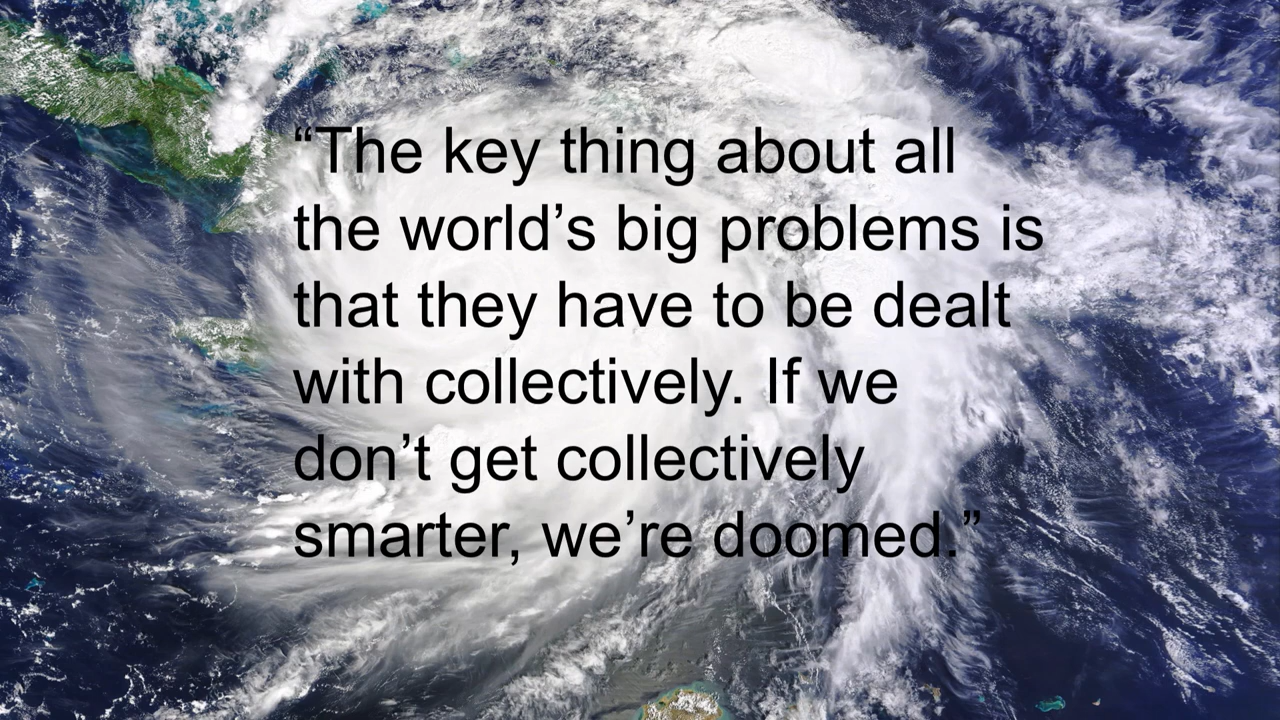 “The key thing about all
the world’s big problems is
that they have to be dealt
with collectively. If we
don’t get collectively
smarter, we’re doomed.”